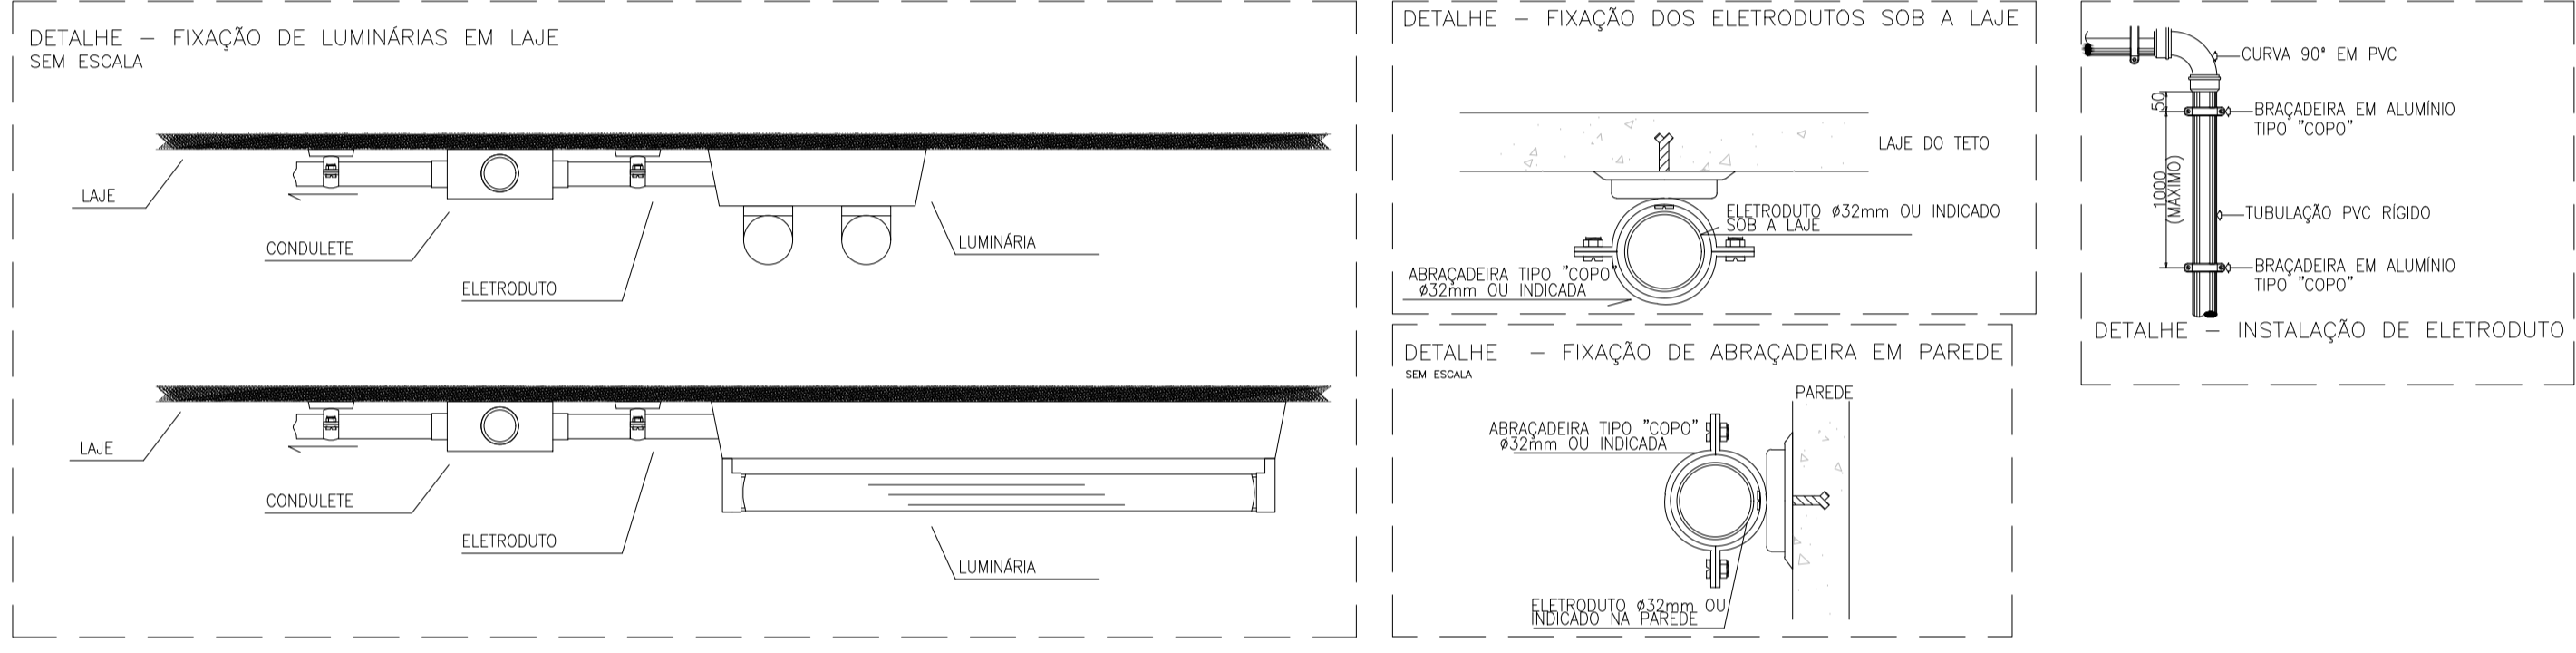 DETALHE – FIXAÇÃO DE LUMINÁRIAS EM LAJE
SEM ESCALA
LAJE
CONDULETE
ELETRODUTO
LUMINÁRIA
LAJE
CONDULETE
ELETRODUTO
LUMINÁRIA
DETALHE – FIXAÇÃO DOS ELETRODUTOS SOB A LAJE
LAJE DO TETO
ELETRODUTO ø32mm OU INDICADO
SOB A LAJE
ABRAÇADEIRA TIPO "COPO"
ø32mm OU INDICADA
DETALHE – FIXAÇÃO DE ABRAÇADEIRA EM PAREDE
SEM ESCALA
PAREDE
ABRAÇADEIRA TIPO "COPO"
ø32mm OU INDICADA
ELETRODUTO ø32mm OU
INDICADO NA PAREDE
CURVA 90° EM PVC
50
BRAÇADEIRA EM ALUMÍNIO
TIPO "COPO"
1000
(MÁXIMO)
TUBULAÇÃO PVC RÍGIDO
BRAÇADEIRA EM ALUMÍNIO
TIPO "COPO"
DETALHE – INSTALAÇÃO DE ELETRODUTO